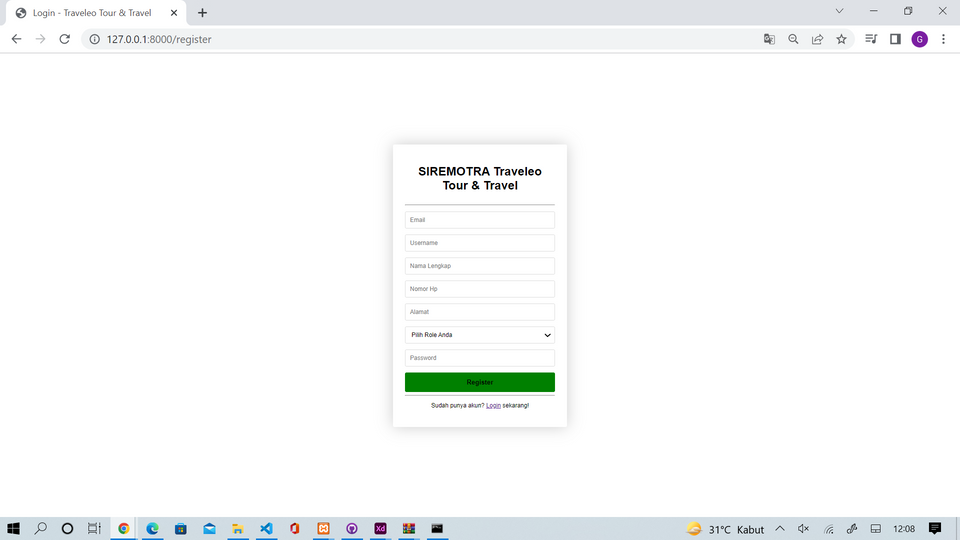 Login - Traveleo Tour & Travel
127.0.0.1:8000/register
G
SIREMOTRA Traveleo
Tour & Travel
Email
Username
Nama Lengkap
Nomor Hp
Alamat
Pilih Role Anda
Password
Register
Sudah punya akun? Login sekarang!
Xd
31°C Kabut
12:08